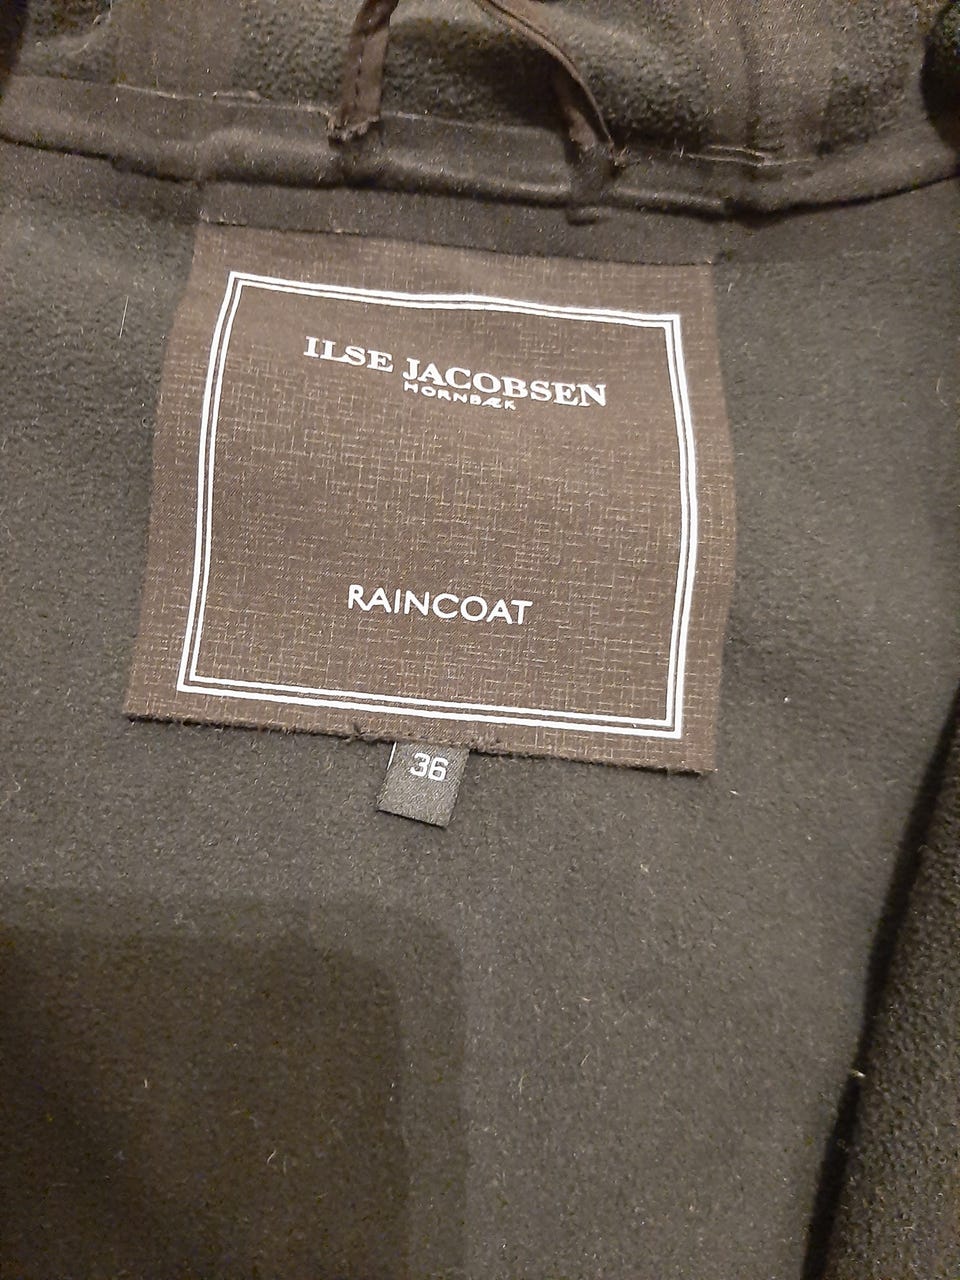 ILSE JACOBSEN
HORNBÆK
RAINCOAT
36